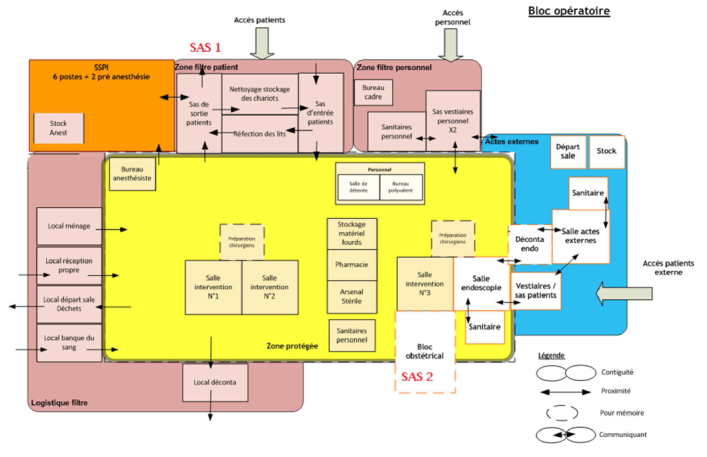 Bloc opératoire
Accès patients
Accès
personnel
SAS 1
SSPI
6 postes + 2 pré anesthésie
Stock
Anest
Zone filtre patient
Sas de
sortie
patients
Nettoyage stockage
des chariots
Réfection des lits
Sas
d'entrée
patients
Zone filtre personnel
Bureau
cadre
Sanitaires
personnel
Sas vestiaires
personnel
X2
Actes externes
Départ
sale
Stock
Sanitaire
Salle actes
externes
Déconta
endo
Vestiaires /
sas patients
Accès patients
externe
Bureau
anesthésiste
Personnel
Salle de
détente
Bureau
polyvalent
Local ménage
Local réception
propre
Local départ sale
Déchets
Local banque du
sang
Préparation
chirurgiens
Salle
intervention
N°1
Salle
intervention
N°2
Stockage
matériel
lourds
Pharmacie
Arsenal
Stérile
Sanitaires
personnel
Préparation
chirurgiens
Salle
intervention
N°3
Salle
endoscopie
Sanitaire
Zone protégée
Bloc
obstétrical
SAS 2
Local déconta
Logistique filtre
Légende
Contiguité
Proximité
Pour mémoire
Communiquant